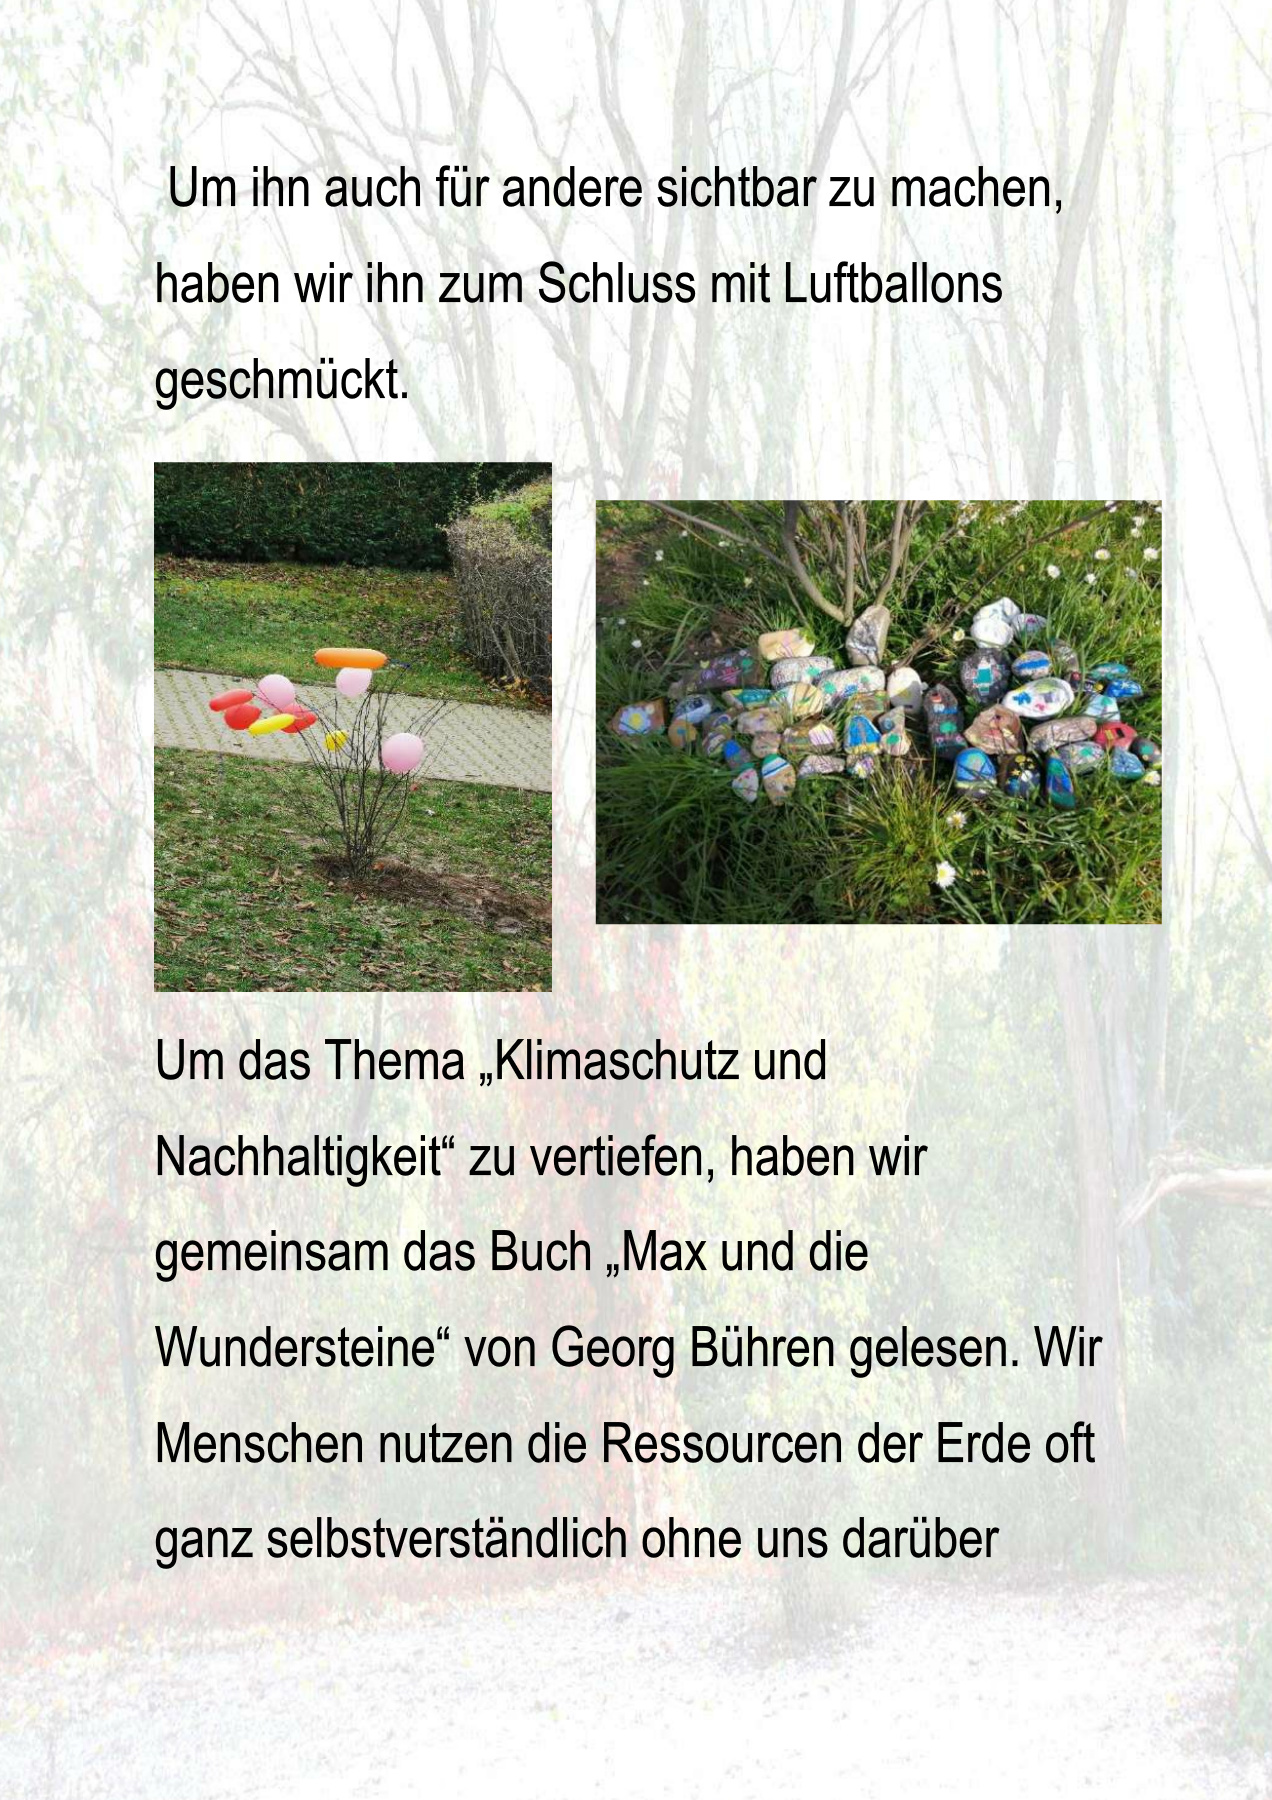 Um ihn auch für andere sichtbar zu machen,
haben wir ihn zum Schluss mit Luftballons
geschmückt.
Um das Thema „Klimaschutz und
Nachhaltigkeit“ zu vertiefen, haben wir
gemeinsam das Buch „Max und die
Wundersteine“ von Georg Bühren gelesen. Wir
Menschen nutzen die Ressourcen der Erde oft
ganz selbstverständlich ohne uns darüber